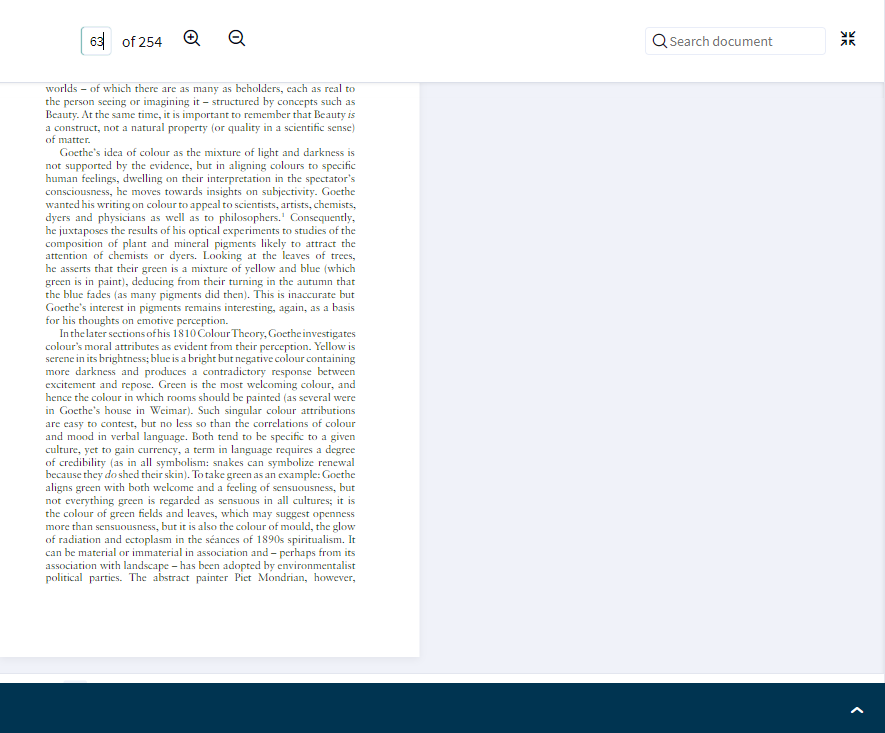 63 of 254 Search document
worlds – of which there are as many as beholders, each as real to
the person seeing or imagining it – structured by concepts such as
Beauty. At the same time, it is important to remember that Beauty is
a construct, not a natural property (or quality in a scientific sense)
of matter.
Goethe's idea of colour as the mixture of light and darkness is
not supported by the evidence, but in aligning colours to specific
human feelings, dwelling on their interpretation in the spectator's
consciousness, he moves towards insights on subjectivity. Goethe
wanted his writing on colour to appeal to scientists, artists, chemists,
dyers and physicians as well as to philosophers.¹ Consequently,
he juxtaposes the results of his optical experiments to studies of the
composition of plant and mineral pigments likely to attract the
attention of chemists or dyers. Looking at the leaves of trees,
he asserts that their green is a mixture of yellow and blue (which
green is in paint), deducing from their turning in the autumn that
the blue fades (as many pigments did then). This is inaccurate but
Goethe's interest in pigments remains interesting, again, as a basis
for his thoughts on emotive perception.
In the later sections of his 1810 Colour Theory, Goethe investigates
colour's moral attributes as evident from their perception. Yellow is
serene in its brightness; blue is a bright but negative colour containing
more darkness and produces a contradictory response between
excitement and repose. Green is the most welcoming colour, and
hence the colour in which rooms should be painted (as several were
in Goethe's house in Weimar). Such singular colour attributions
are easy to contest, but no less so than the correlations of colour
and mood in verbal language. Both tend to be specific to a given
culture, yet to gain currency, a term in language requires a degree
of credibility (as in all symbolism: snakes can symbolize renewal
because they do shed their skin). To take green as an example: Goethe
aligns green with both welcome and a feeling of sensuousness, but
not everything green is regarded as sensuous in all cultures; it is
the colour of green fields and leaves, which may suggest openness
more than sensuousness, but it is also the colour of mould, the glow
of radiation and ectoplasm in the séances of 1890s spiritualism. It
can be material or immaterial in association and – perhaps from its
association with landscape – has been adopted by environmentalist
political parties. The abstract painter Piet Mondrian, however,